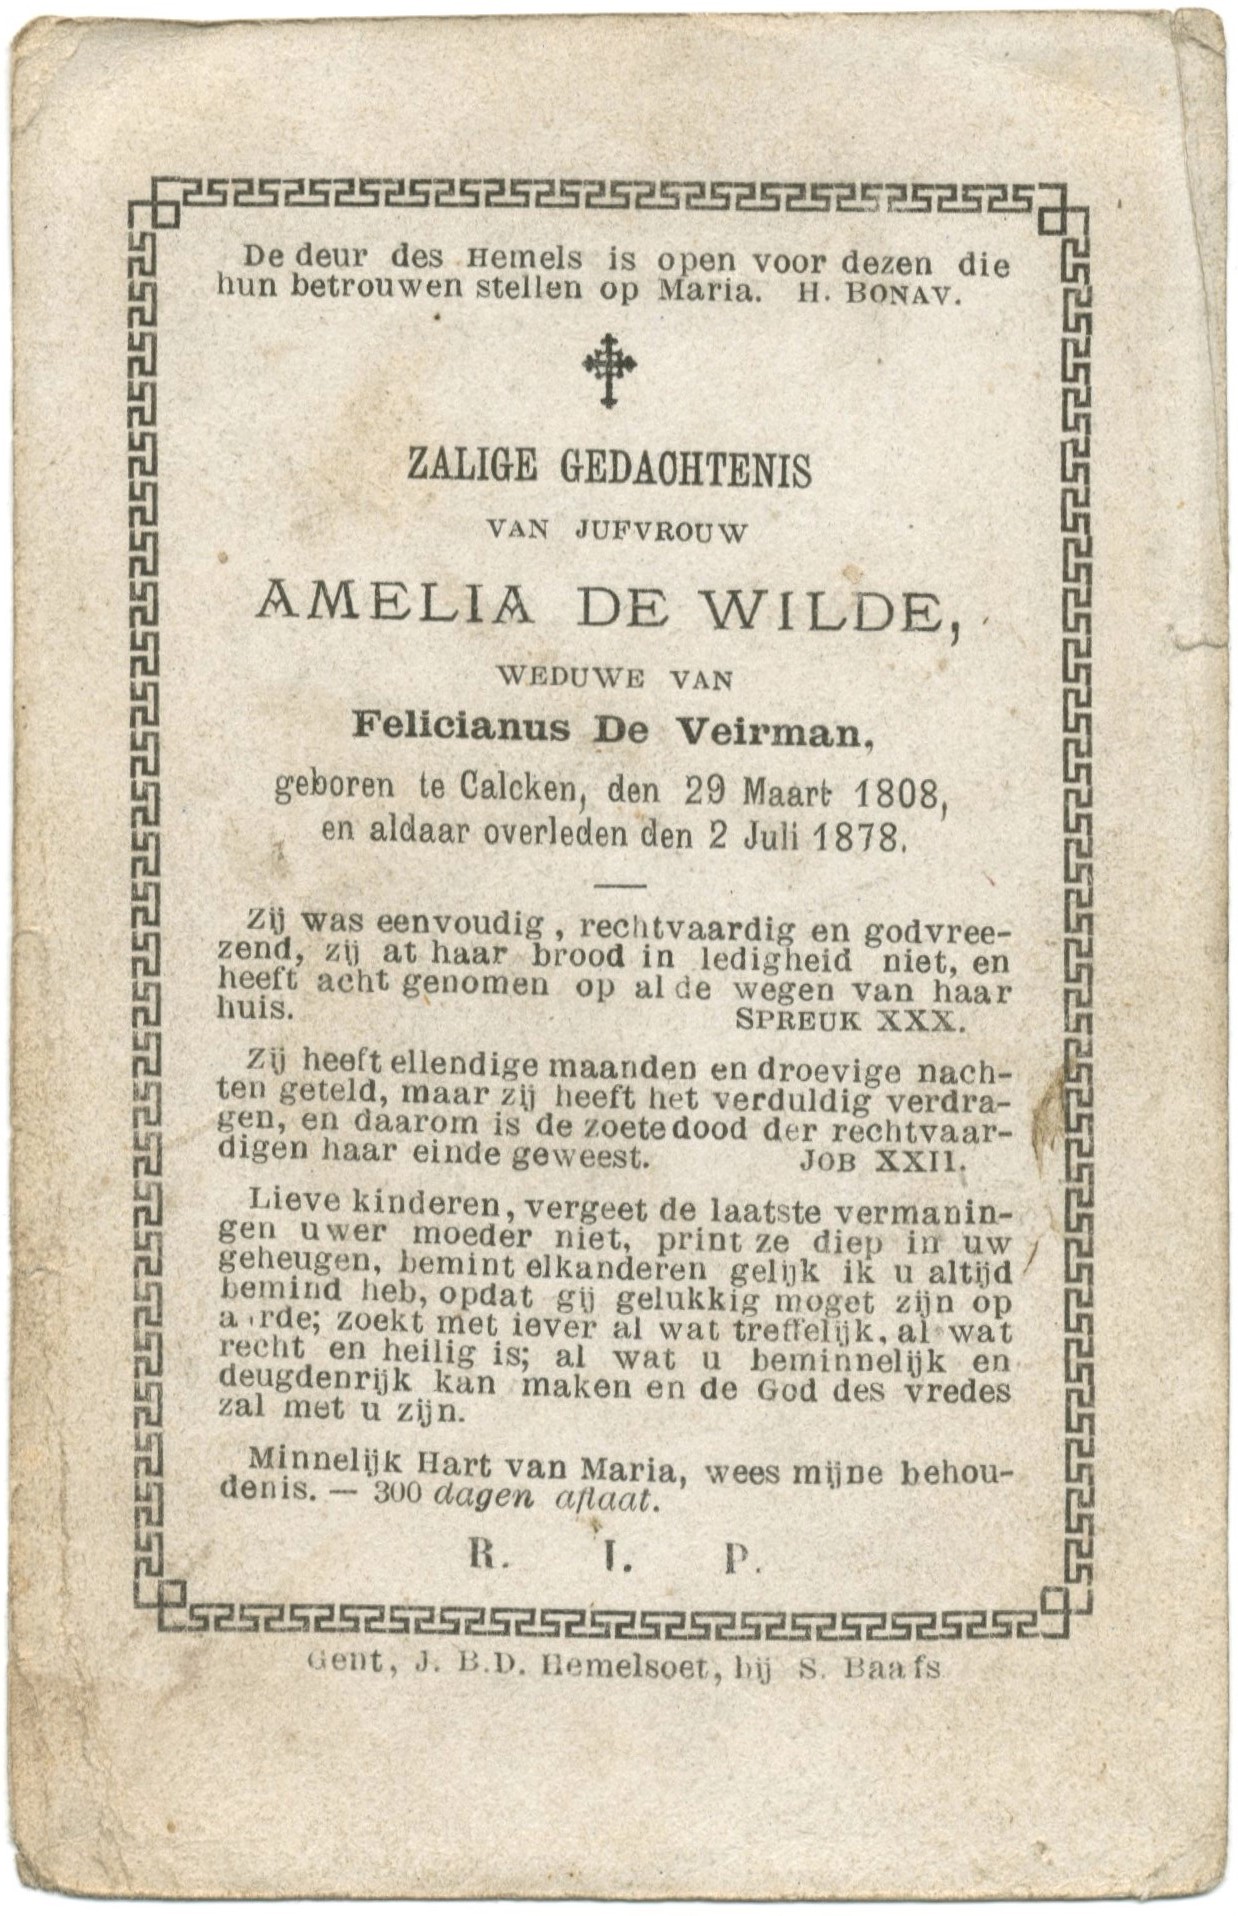 De deur des Hemels is open voor dezen die
hun betrouwen stellen op Maria. H. BONAV.
ZALIGE GEDACHTENIS
VAN JUFVROUW
AMELIA DE WILDE,
WEDUWE VAN
Felicianus De Veirman,
geboren te Calcken, den 29 Maart 1808,
en aldaar overleden den 2 Juli 1878.
Zij was eenvoudig, rechtvaardig en godvree-
zend, zij at haar brood in ledigheid niet, en
heeft acht genomen op al de wegen van haar
huis. SPREUK XXX.
Zij heeft ellendige maanden en droevige nach-
ten geteld, maar zij heeft het verduldig verdra-
gen, en daarom is de zoete dood der rechtvaar-
digen haar einde geweest. JOB XXII.
Lieve kinderen, vergeet de laatste vermanin-
gen uwer moeder niet, print ze diep in uw
geheugen, bemint elkanderen gelijk ik u altijd
bemind heb, opdat gij gelukkig moget zijn op
aarde; zoekt met iever al wat treffelijk, al wat
recht en heilig is; al wat u beminnelijk en
deugdenrijk kan maken en de God des vredes
zal met u zijn.
Minnelijk Hart van Maria, wees mijne behou-
denis. — 300 dagen aflaat.
R. I. P.
Gent, J. B.D. Hemelsoet, bij S. Baafs